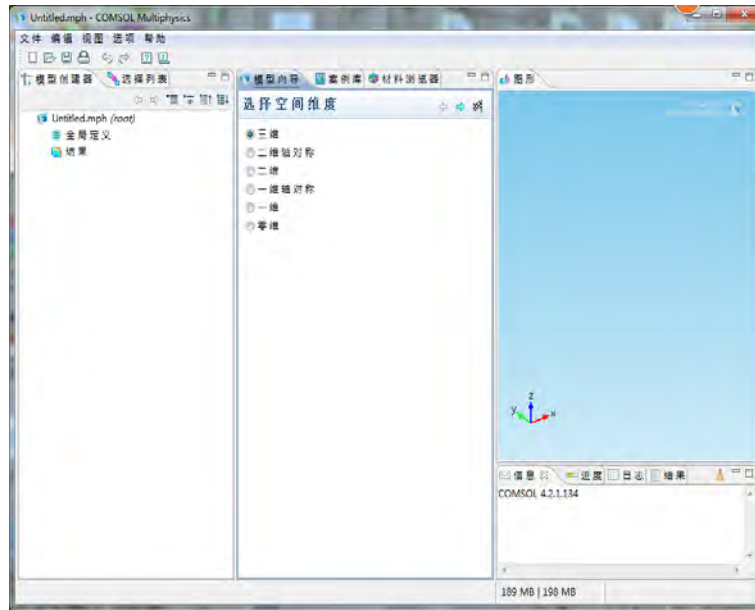 Untitled.mph - COMSOL Multiphysics
文件 编辑 视图 选项 帮助
模型创建器 选择列表
Untitled.mph (root)
全局定义
结果
模型向导 案例库 材料浏览器
选择空间维度
三维
二维轴对称
二维
一维轴对称
一维
零维
图形
z
y
x
信息 进度 日志 结果
COMSOL 4.2.1.134
189 MB | 198 MB